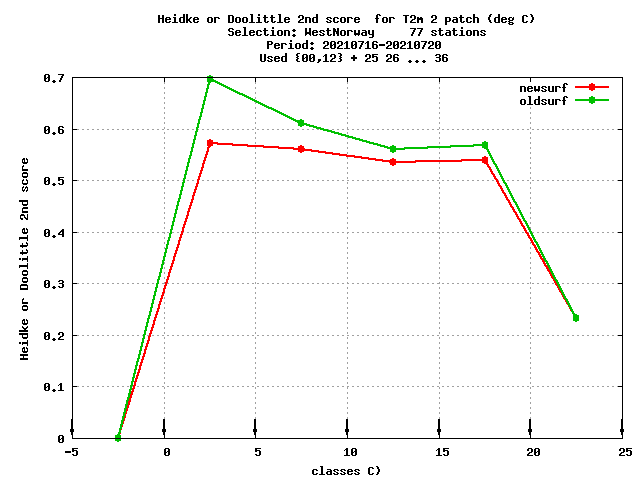 Heidke or Doolittle 2nd score  for T2m 2 patch (deg C)
Selection: WestNorway     77 stations
Period: 20210716-20210720
Used {00,12} + 25 26 ... 36
newsurf
oldsurf
Heidke or Doolittle 2nd score
0.7
0.6
0.5
0.4
0.3
0.2
0.1
0
-5 0 5 10 15 20 25
classes C)